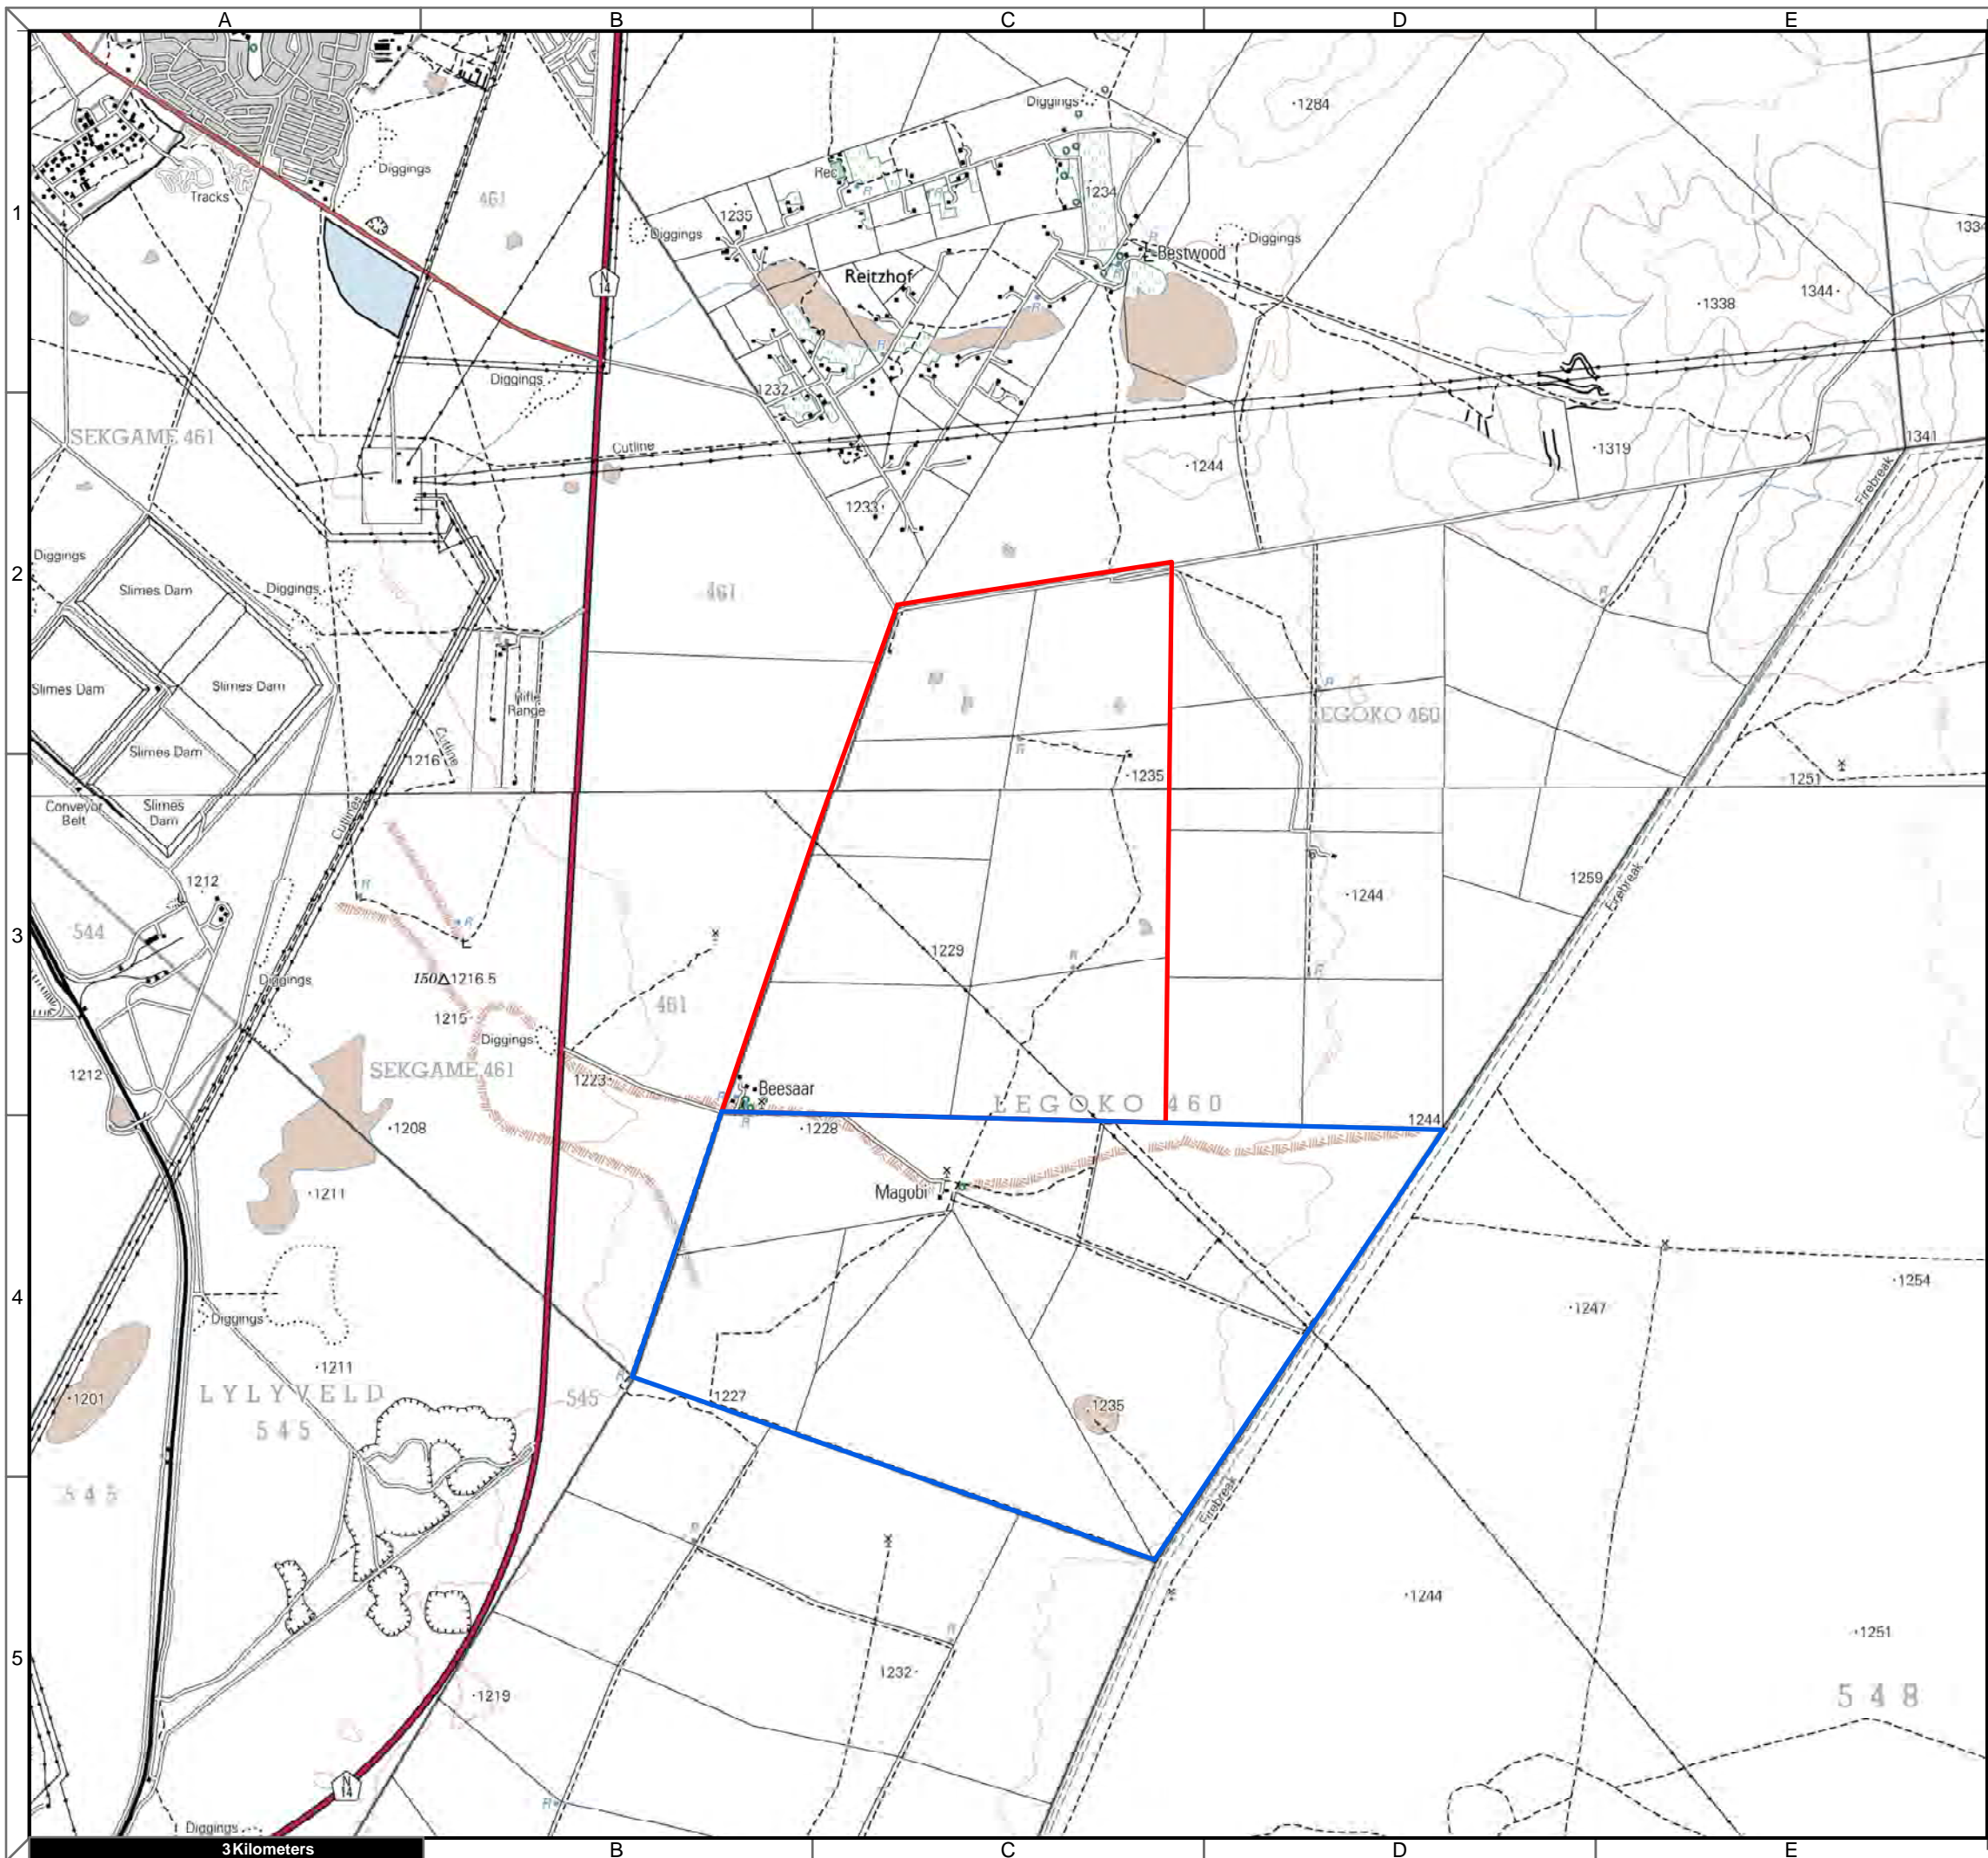 A B C D E
1
2
3
4
5
Diggings
Tracks
Diggings
461
N
14
Diggings
1284
Rec
R
1234
1235
Diggings
R
Bestwood
Diggings
Reitzhof
R
R
R
1334
1338
1344
1232
Diggings
SEKGAME 461
Cutline
1244
1319
1341
Firebreak
1233
Diggings
Slimes Dam
Diggings
461
R
R
Slimes Dam
Slimes Dam
Rifle
Range
R
LEGOKO 460
Cutline
Slimes Dam
1216
R
1235
1251
Conveyor
Belt
Slimes
Dam
Cutlines
1212
R
R
544
1244
1259
Firebreak
1229
R
R
Diggings
150 1216.5
461
1215
Diggings
1212
SEKGAME 461
1223
R
Beesaar
R
LEGOKO 460
1244
1208
1228
1211
Magobi
1254
1247
Diggings
1211
R
1201
LYLYVELD
545
545
1227
1235
545
Firebreak
R
R
1244
1251
1232
1219
548
N
14
R
Diggings
3 Kilometers
B C D E